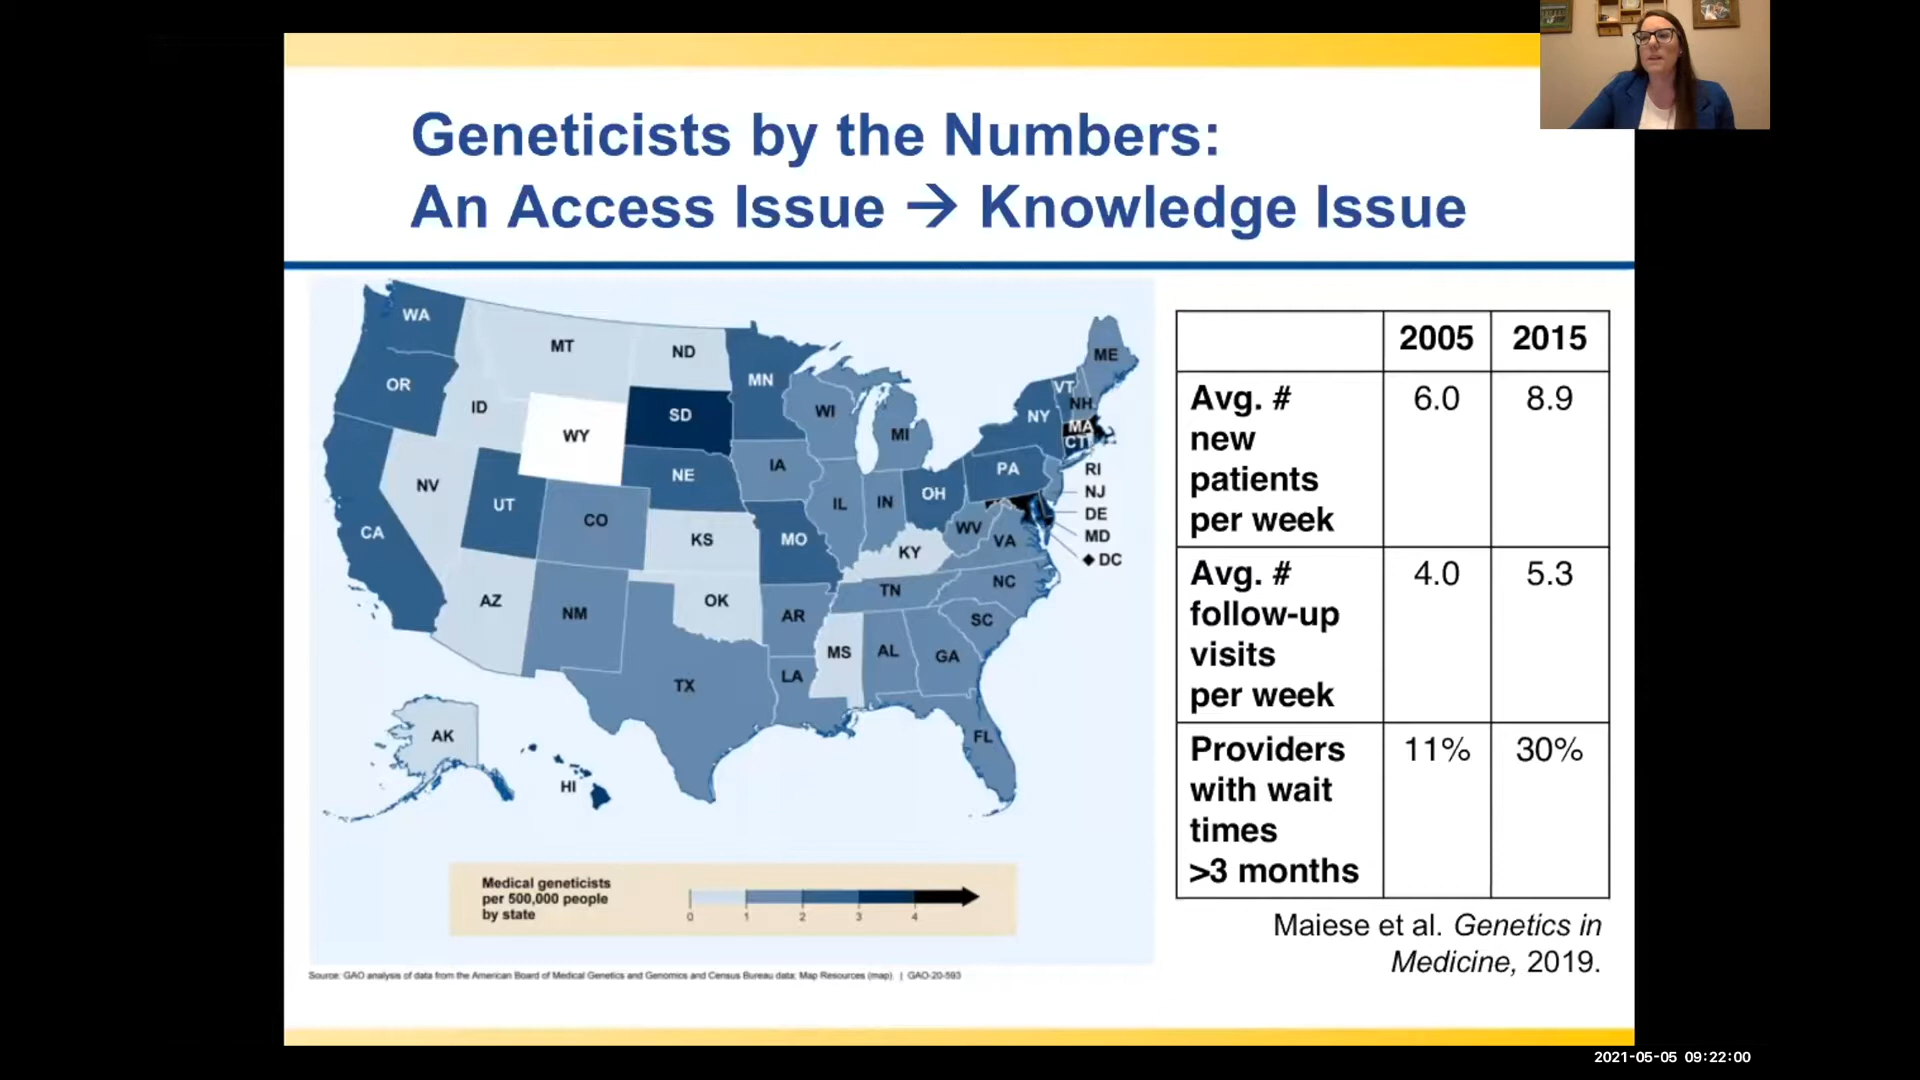 Geneticists by the Numbers:
An Access Issue → Knowledge Issue
WA
MT
ND
MN
OR
ID
SD
WI
MI
WY
NY
VT
NH
ME
MA
CT
RI
NJ
DE
MD
◆ DC
NV
UT
CO
NE
IA
IL
IN
OH
PA
WV
VA
CA
KS
MO
KY
NC
TN
SC
AZ
NM
OK
AR
MS
AL
GA
LA
TX
FL
AK
HI
Medical geneticists
per 500,000 people
by state
0 1 2 3 4
Source: GAO analysis of data from the American Board of Medical Genetics and Genomics and Census Bureau data; Map Resources (map). | GAO-20-593
2005 2015
Avg. # 6.0 8.9
new
patients
per week
Avg. # 4.0 5.3
follow-up
visits
per week
Providers 11% 30%
with wait
times
>3 months
Maiese et al. Genetics in
Medicine, 2019.
2021-05-05 09:22:00